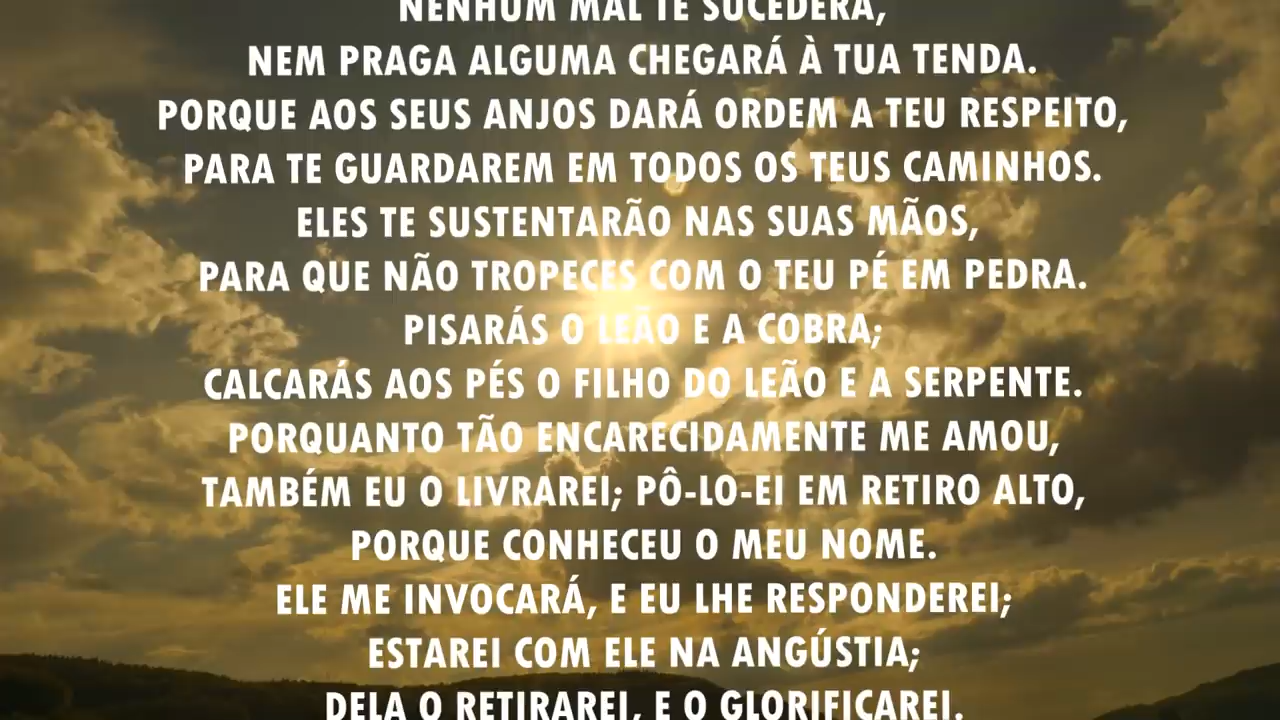 NENHUM MAL TE SUCEDERÁ,
NEM PRAGA ALGUMA CHEGARÁ À TUA TENDA.
PORQUE AOS SEUS ANJOS DARÁ ORDEM A TEU RESPEITO,
PARA TE GUARDAREM EM TODOS OS TEUS CAMINHOS.
ELES TE SUSTENTARÃO NAS SUAS MÃOS,
PARA QUE NÃO TROPECES COM O TEU PÉ EM PEDRA.
PISARÁS O LEÃO E A COBRA;
CALCARÁS AOS PÉS O FILHO DO LEÃO E A SERPENTE.
PORQUANTO TÃO ENCARECIDAMENTE ME AMOU,
TAMBÉM EU O LIVRAREI; PÔ-LO-EI EM RETIRO ALTO,
PORQUE CONHECEU O MEU NOME.
ELE ME INVOCARÁ, E EU LHE RESPONDEREI;
ESTAREI COM ELE NA ANGÚSTIA;
DELA O RETIRAREI, E O GLORIFICAREI.